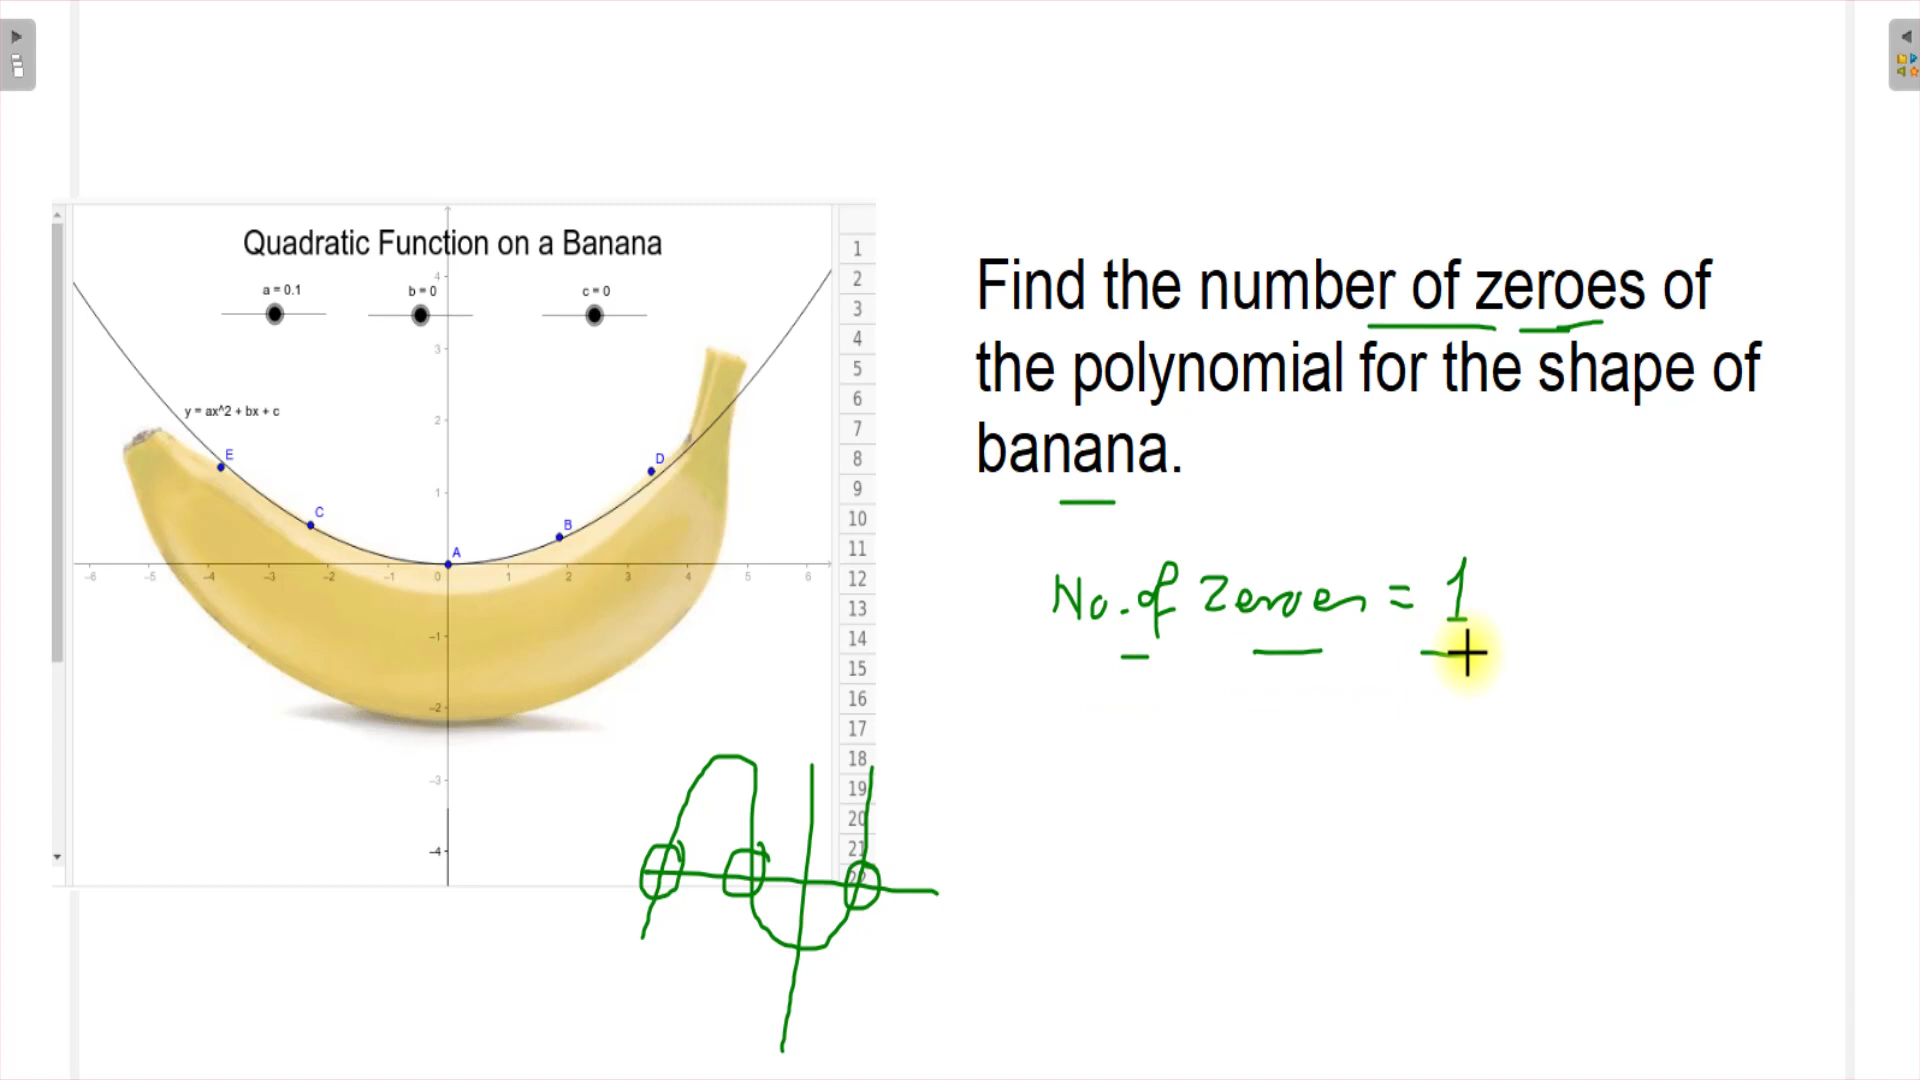 Quadratic Function on a Banana
a = 0.1
b = 0
c = 0
y = ax^2 + bx + c
4
3
2
1
-1
-2
-3
-4
-6 -5 -4 -3 -2 -1 0 1 2 3 4 5 6
E
C
A
B
D
1
2
3
4
5
6
7
8
9
10
11
12
13
14
15
16
17
18
19
20
21
22
Find the number of zeroes of
the polynomial for the shape of
banana.
No. of Zeroes = 1